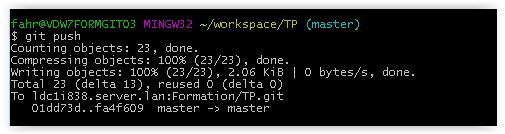 fahr@VDW7FORMGIT03 MINGW32 ~/workspace/TP (master)
$ git push
Counting objects: 23, done.
Compressing objects: 100% (23/23), done.
Writing objects: 100% (23/23), 2.06 KiB | 0 bytes/s, done.
Total 23 (delta 13), reused 0 (delta 0)
To ldc1i838.server.lan:Formation/TP.git
01dd73d..fa4f609 master -> master